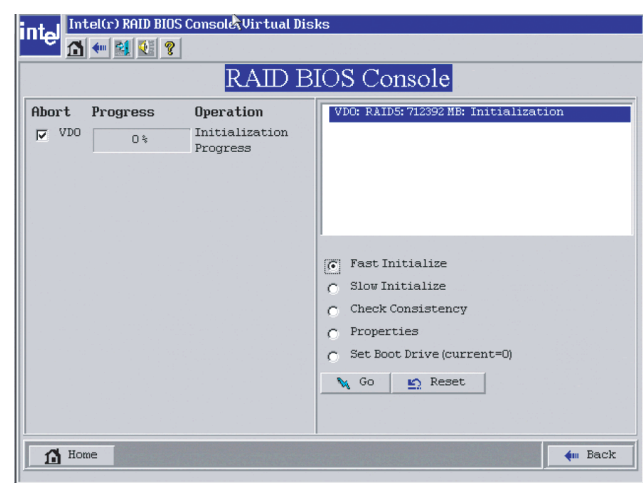 intel
Intel(r) RAID BIOS Console Virtual Disks
RAID BIOS Console
Abort Progress Operation
VD0 0 % Initialization Progress
VD0: RAID5: 712392 MB: Initialization
Fast Initialize
Slow Initialize
Check Consistency
Properties
Set Boot Drive (current=0)
Go Reset
Home Back